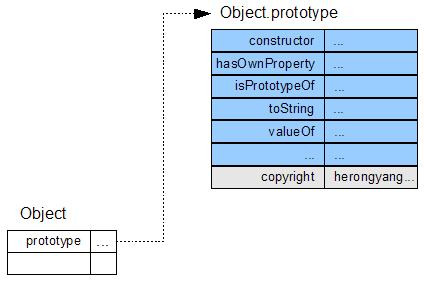 Object.prototype
constructor ...
hasOwnProperty ...
isPrototypeOf ...
toString ...
valueOf ...
... ...
copyright herongyang...
Object
prototype ...